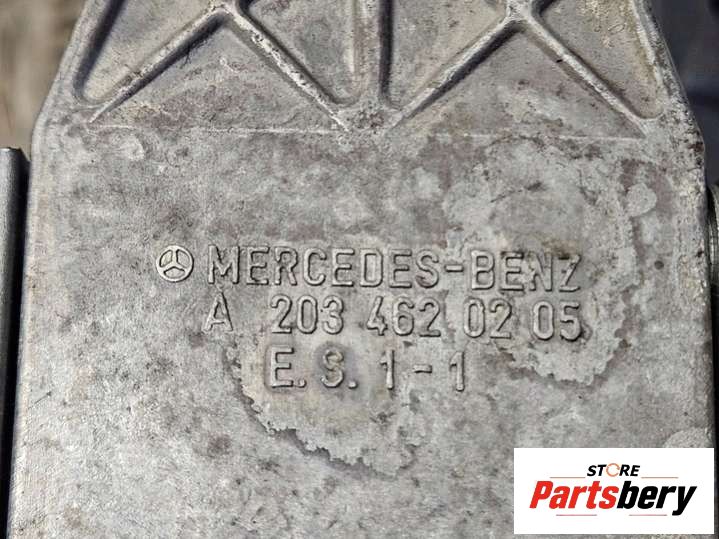 MERCEDES-BENZ
A 203 462 02 05
E.S. 1-1
STORE
Partsbery